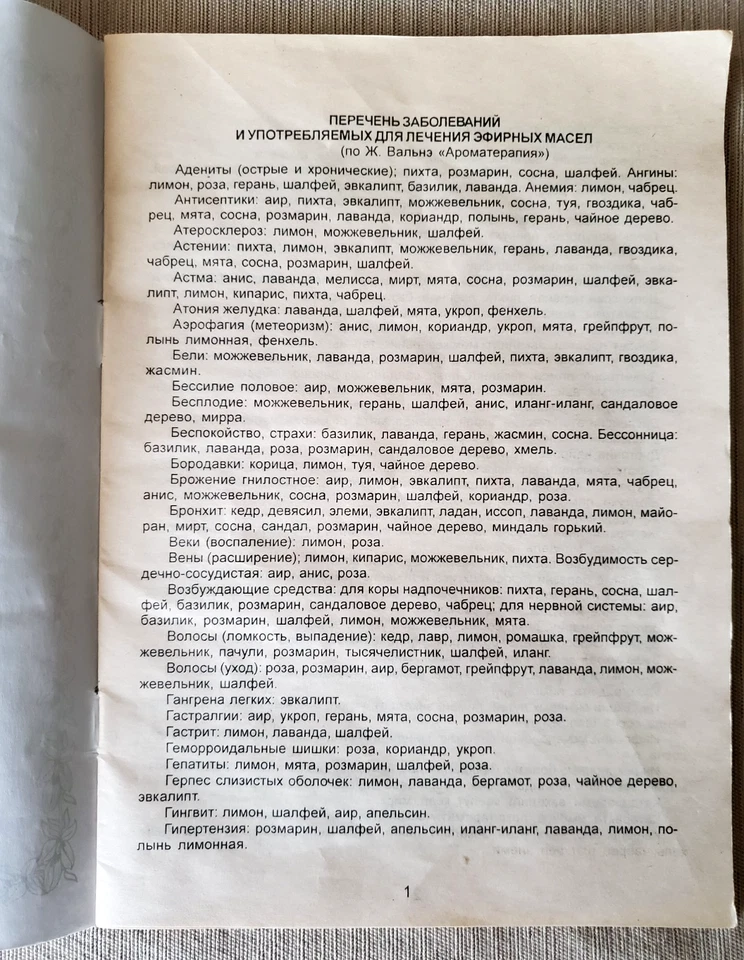 ПЕРЕЧЕНЬ ЗАБОЛЕВАНИЙ
И УПОТРЕБЛЯЕМЫХ ДЛЯ ЛЕЧЕНИЯ ЭФИРНЫХ МАСЕЛ
(по Ж. Вальнэ «Ароматерапия»)
Адениты (острые и хронические); пихта, розмарин, сосна, шалфей. Ангины:
лимон, роза, герань, шалфей, эвкалипт, базилик, лаванда. Анемия: лимон, чабрец.
Антисептики: аир, пихта, эвкалипт, можжевельник, сосна, туя, гвоздика, чаб-
рец, мята, сосна, розмарин, лаванда, кориандр, полынь, герань, чайное дерево.
Атеросклероз: лимон, можжевельник, шалфей.
Астении: пихта, лимон, эвкалипт, можжевельник, герань, лаванда, гвоздика,
чабрец, мята, сосна, розмарин, шалфей.
Астма: анис, лаванда, мелисса, мирт, мята, сосна, розмарин, шалфей, эвка-
липт, лимон, кипарис, пихта, чабрец.
Атония желудка: лаванда, шалфей, мята, укроп, фенхель.
Аэрофагия (метеоризм): анис, лимон, кориандр, укроп, мята, грейпфрут, по-
лынь лимонная, фенхель.
Бели: можжевельник, лаванда, розмарин, шалфей, пихта, эвкалипт, гвоздика,
жасмин.
Бессилие половое: аир, можжевельник, мята, розмарин.
Бесплодие: можжевельник, герань, шалфей, анис, иланг-иланг, сандаловое
дерево, мирра.
Беспокойство, страхи: базилик, лаванда, герань, жасмин, сосна. Бессонница:
базилик, лаванда, роза, розмарин, сандаловое дерево, хмель.
Бородавки: корица, лимон, туя, чайное дерево.
Брожение гнилостное: аир, лимон, эвкалипт, пихта, лаванда, мята, чабрец,
анис, можжевельник, сосна, розмарин, шалфей, кориандр, роза.
Бронхит: кедр, девясил, элеми, эвкалипт, ладан, иссоп, лаванда, лимон, майо-
ран, мирт, сосна, сандал, розмарин, чайное дерево, миндаль горький.
Веки (воспаление): лимон, роза.
Вены (расширение); лимон, кипарис, можжевельник, пихта. Возбудимость сер-
дечно-сосудистая: аир, анис, роза.
Возбуждающие средства: для коры надпочечников: пихта, герань, сосна, шал-
фей, базилик, розмарин, сандаловое дерево, чабрец; для нервной системы: аир,
базилик, розмарин, шалфей, лимон, можжевельник, мята.
Волосы (ломкость, выпадение): кедр, лавр, лимон, ромашка, грейпфрут, мож-
жевельник, пачули, розмарин, тысячелистник, шалфей, иланг.
Волосы (уход): роза, розмарин, аир, бергамот, грейпфрут, лаванда, лимон, мож-
жевельник, шалфей.
Гангрена легких: эвкалипт.
Гастралгии: аир, укроп, герань, мята, сосна, розмарин, роза.
Гастрит: лимон, лаванда, шалфей.
Геморроидальные шишки: роза, кориандр, укроп.
Гепатиты: лимон, мята, розмарин, шалфей, роза.
Герпес слизистых оболочек: лимон, лаванда, бергамот, роза, чайное дерево,
эвкалипт.
Гингвит: лимон, шалфей, аир, апельсин.
Гилертензия: розмарин, шалфей, апельсин, иланг-иланг, лаванда, лимон, по-
лынь лимонная.
1